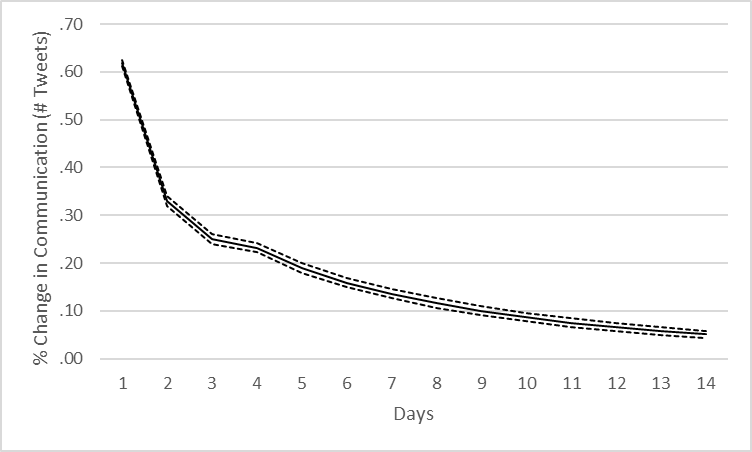 % Change in Communication (# Tweets)
.70
.60
.50
.40
.30
.20
.10
.00
1 2 3 4 5 6 7 8 9 10 11 12 13 14
Days